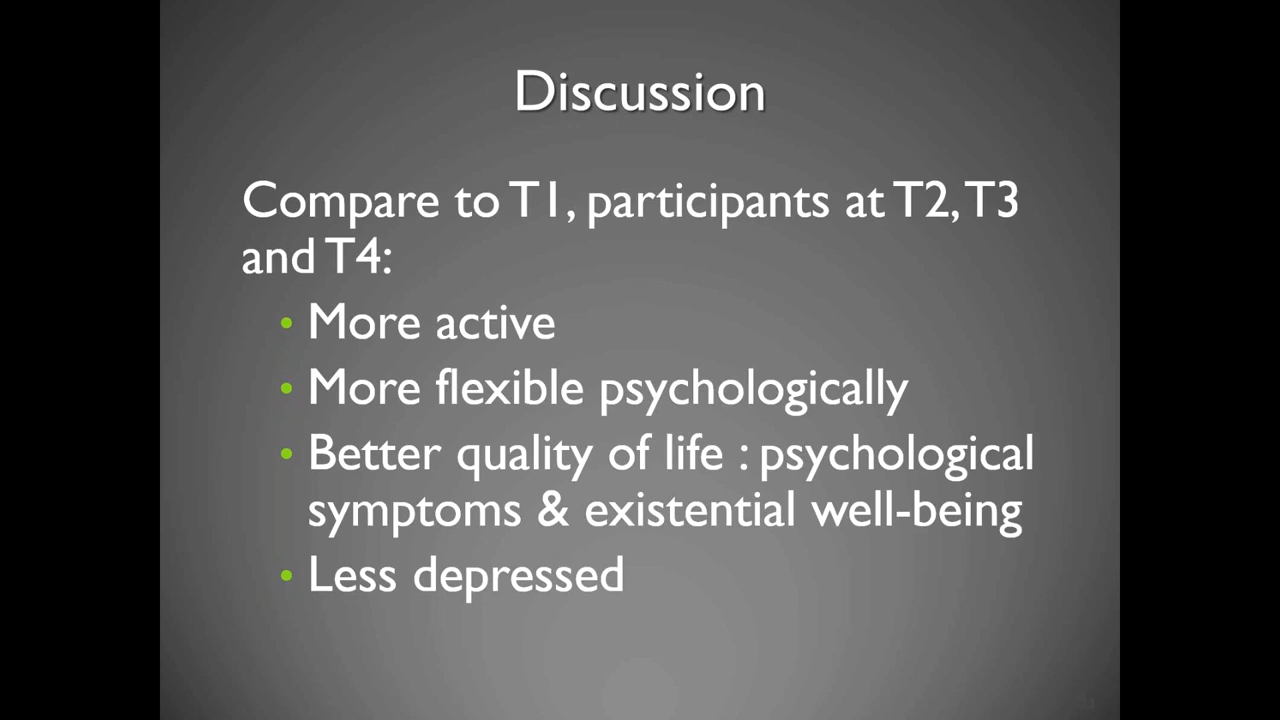 Discussion
Compare to T1, participants at T2, T3
and T4:
• More active
• More flexible psychologically
• Better quality of life : psychological
symptoms & existential well-being
• Less depressed